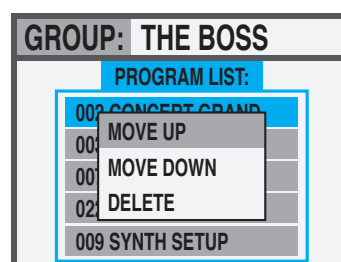 GROUP: THE BOSS
PROGRAM LIST:
002 CONCERT GRAND
MOVE UP
MOVE DOWN
DELETE
009 SYNTH SETUP